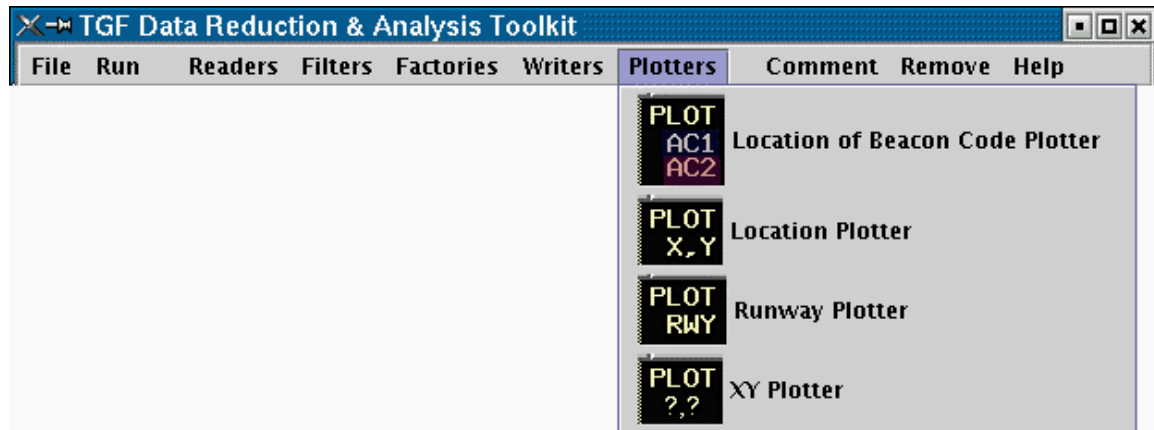 TGF Data Reduction & Analysis Toolkit
File Run Readers Filters Factories Writers Plotters Comment Remove Help
PLOT
AC1
AC2
Location of Beacon Code Plotter
PLOT
X,Y
Location Plotter
PLOT
RWY
Runway Plotter
PLOT
?,?
XY Plotter